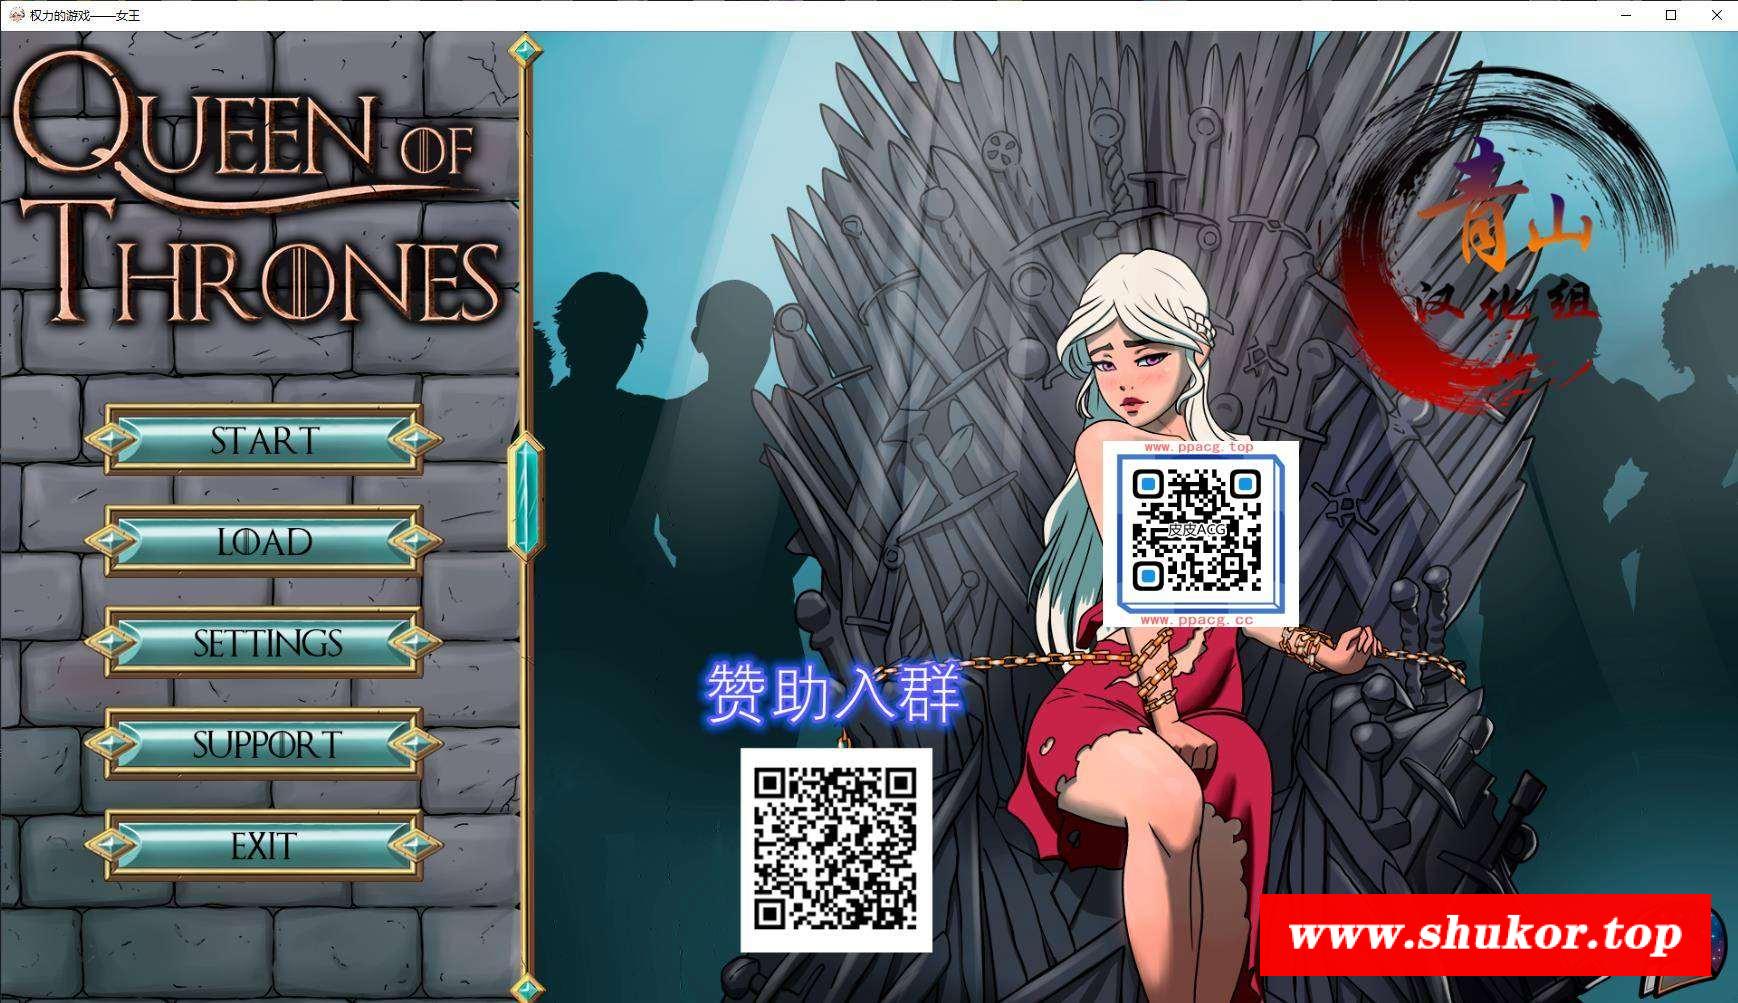 权力的游戏——女王
QUEEN OF
THRONES
START
LOAD
SETTINGS
SUPPORT
EXIT
青山
汉化组
www.ppacg.top
皮皮ACG
www.ppacg.cc
赞助入群
www.shukor.top